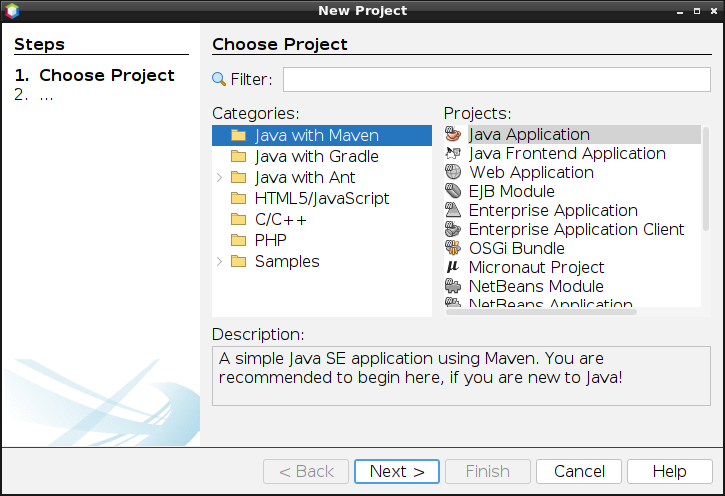 New Project
Steps
1. Choose Project
2. ...
Choose Project
Filter:
Categories:
Java with Maven
Java with Gradle
Java with Ant
HTML5/JavaScript
C/C++
PHP
Samples
Projects:
Java Application
Java Frontend Application
Web Application
EJB Module
Enterprise Application
Enterprise Application Client
OSGi Bundle
Micronaut Project
NetBeans Module
NetBeans Application
Description:
A simple Java SE application using Maven. You are
recommended to begin here, if you are new to Java!
< Back
Next >
Finish
Cancel
Help